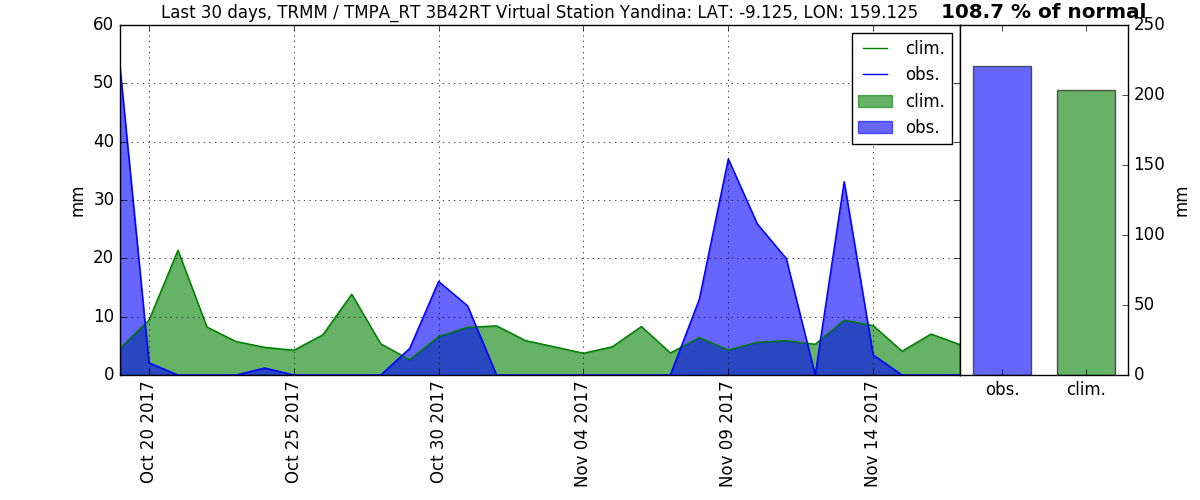 Last 30 days, TRMM / TMPA_RT 3B42RT Virtual Station Yandina: LAT: -9.125, LON: 159.125
108.7 % of normal
60
50
40
30
20
10
0
mm
clim.
obs.
clim.
obs.
Oct 20 2017
Oct 25 2017
Oct 30 2017
Nov 04 2017
Nov 09 2017
Nov 14 2017
250
200
150
100
50
0
mm
obs.
clim.